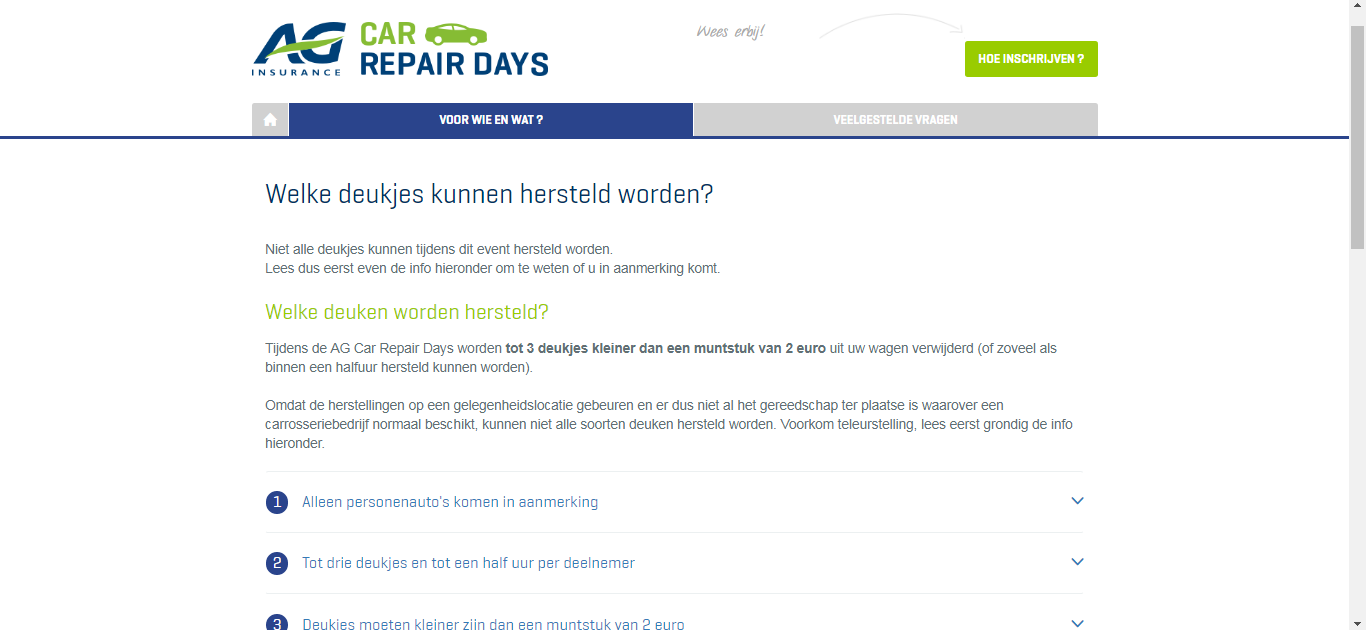 AG
INSURANCE
CAR
REPAIR DAYS
Wees erbij!
HOE INSCHRIJVEN ?
VOOR WIE EN WAT ?
VEELGESTELDE VRAGEN
Welke deukjes kunnen hersteld worden?
Niet alle deukjes kunnen tijdens dit event hersteld worden.
Lees dus eerst even de info hieronder om te weten of u in aanmerking komt.
Welke deuken worden hersteld?
Tijdens de AG Car Repair Days worden tot 3 deukjes kleiner dan een muntstuk van 2 euro uit uw wagen verwijderd (of zoveel als
binnen een halfuur hersteld kunnen worden).
Omdat de herstellingen op een gelegenheidslocatie gebeuren en er dus niet al het gereedschap ter plaatse is waarover een
carrosseriebedrijf normaal beschikt, kunnen niet alle soorten deuken hersteld worden. Voorkom teleurstelling, lees eerst grondig de info
hieronder.
1 Alleen personenauto's komen in aanmerking
2 Tot drie deukjes en tot een half uur per deelnemer
3 Deukjes moeten kleiner zijn dan een muntstuk van 2 euro